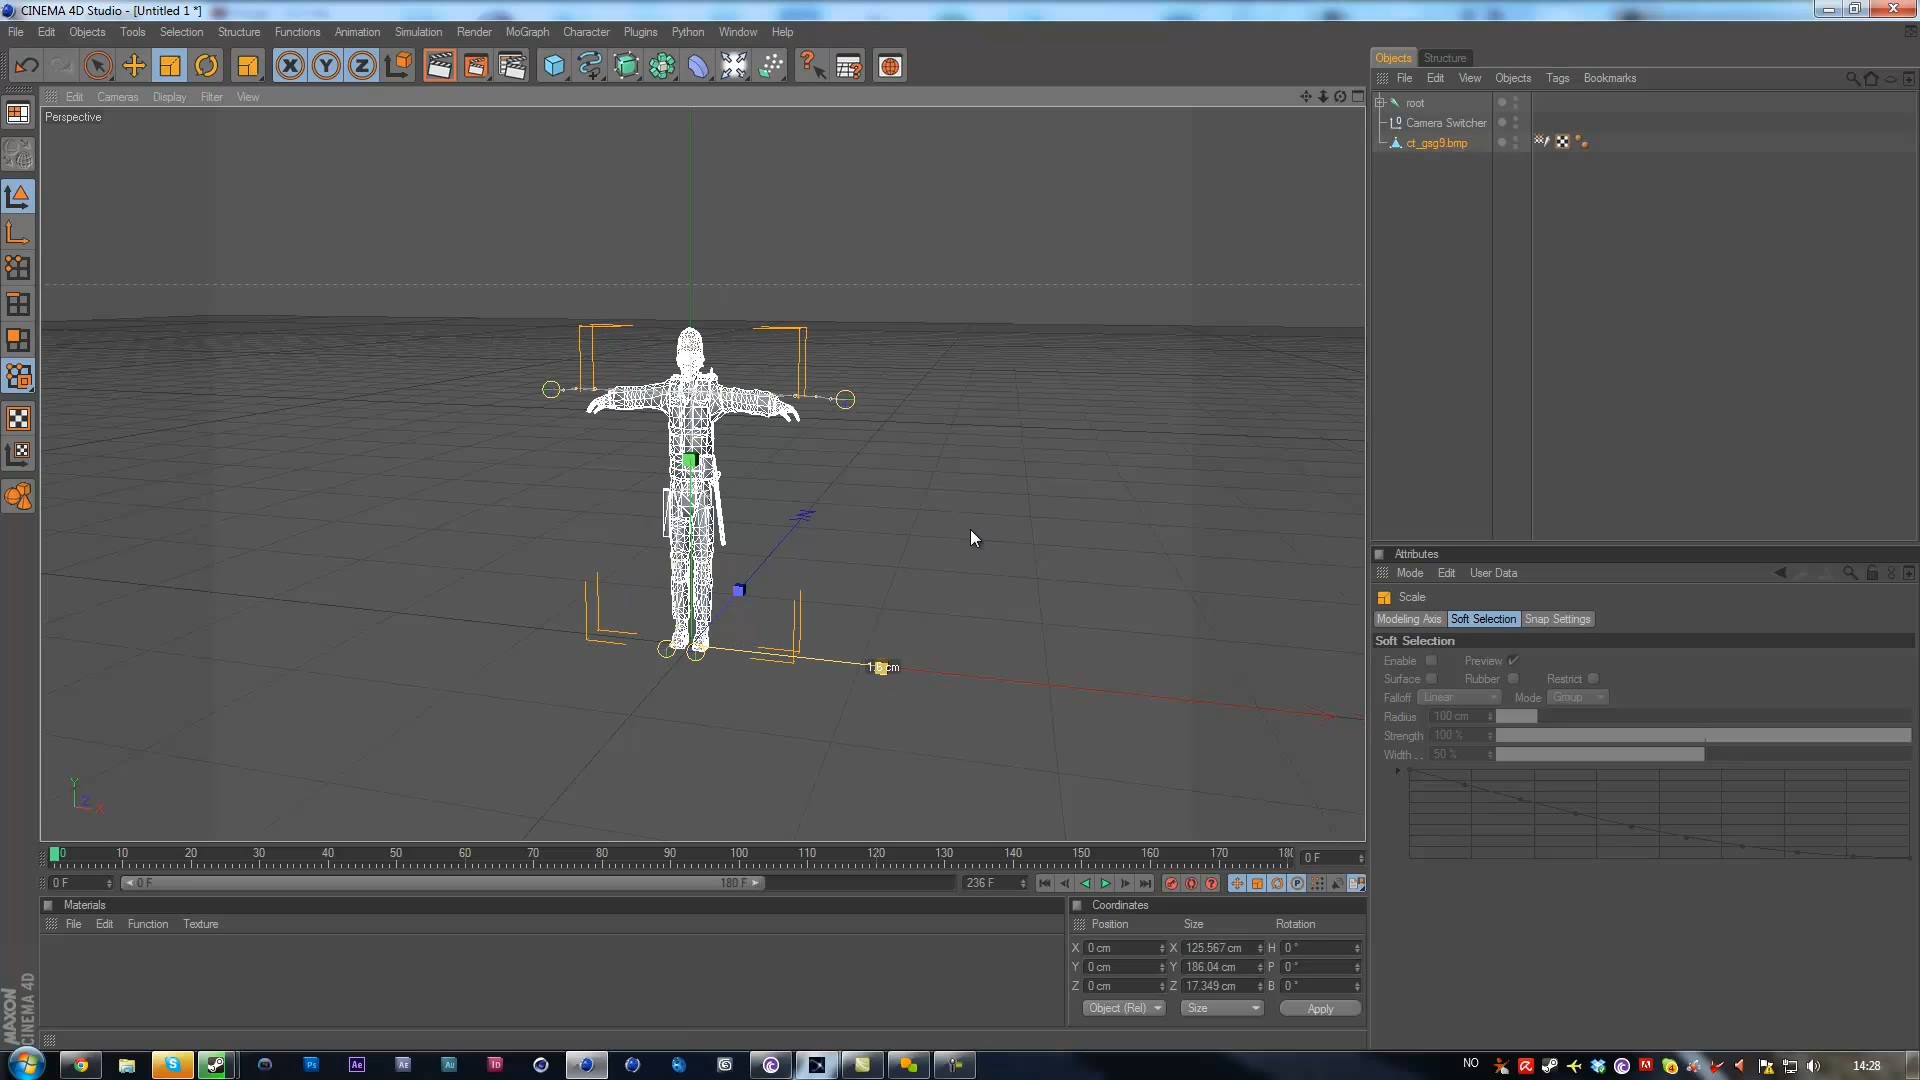 CINEMA 4D Studio - [Untitled 1 *]
File Edit Objects Tools Selection Structure Functions Animation Simulation Render MoGraph Character Plugins Python Window Help
Objects Structure
File Edit View Objects Tags Bookmarks
Edit Cameras Display Filter View
Perspective
root
Camera Switcher
ct_gsg9.bmp
1.6 cm
Y
Z
X
Attributes
Mode Edit User Data
Scale
Modeling Axis Soft Selection Snap Settings
Soft Selection
Enable Preview
Surface Rubber Restrict
Falloff Linear Mode Group
Radius 100 cm
Strength 100 %
Width . . 50 %
0 10 20 30 40 50 60 70 80 90 100 110 120 130 140 150 160 170 18 0 F
0 F 0 F 180 F 236 F
Materials
File Edit Function Texture
Coordinates
Position Size Rotation
X 0 cm X 125.567 cm H 0 °
Y 0 cm Y 186.04 cm P 0 °
Z 0 cm Z 17.349 cm B 0 °
Object (Rel) Size Apply
MAXON
CINEMA 4D
NO 14:28